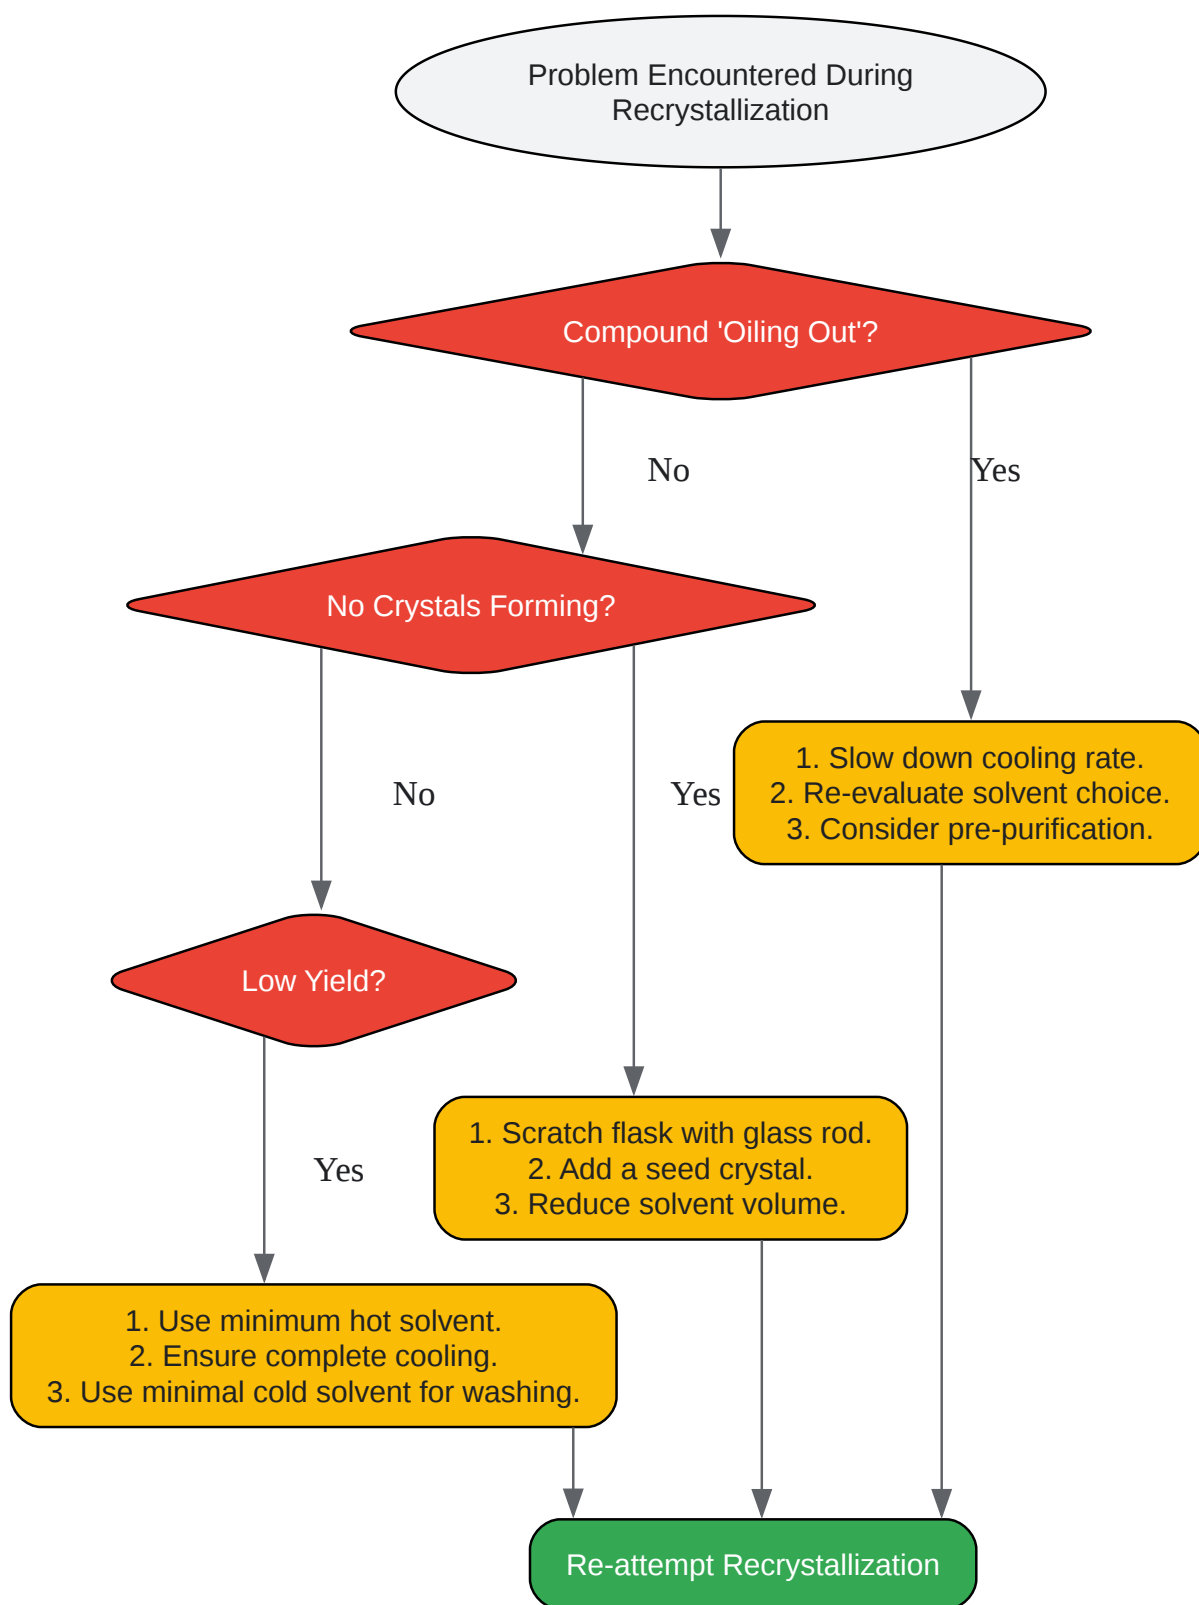 Problem Encountered During
Recrystallization
Compound 'Oiling Out'?
No
Yes
No Crystals Forming?
1. Slow down cooling rate.
2. Re-evaluate solvent choice.
3. Consider pre-purification.
No
Yes
Low Yield?
1. Scratch flask with glass rod.
2. Add a seed crystal.
3. Reduce solvent volume.
Yes
1. Use minimum hot solvent.
2. Ensure complete cooling.
3. Use minimal cold solvent for washing.
Re-attempt Recrystallization